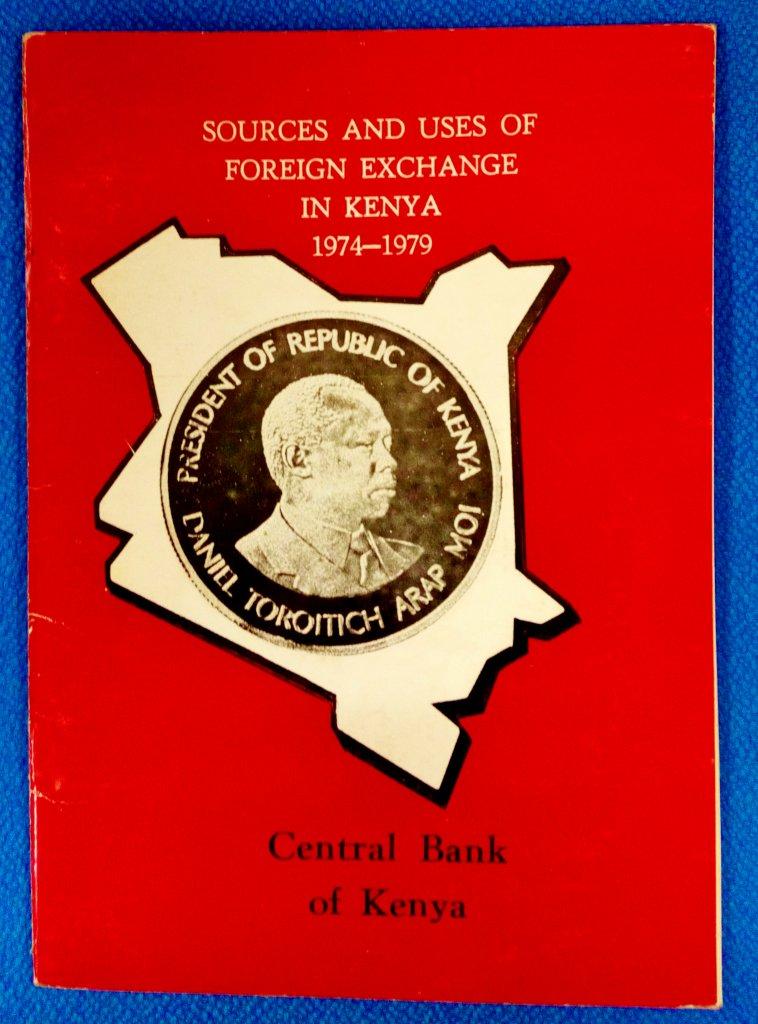 SOURCES AND USES OF
FOREIGN EXCHANGE
IN KENYA
1974—1979
PRESIDENT OF REPUBLIC OF KENYA
DANIEL TOROITICH ARAP MOI
Central Bank
of Kenya